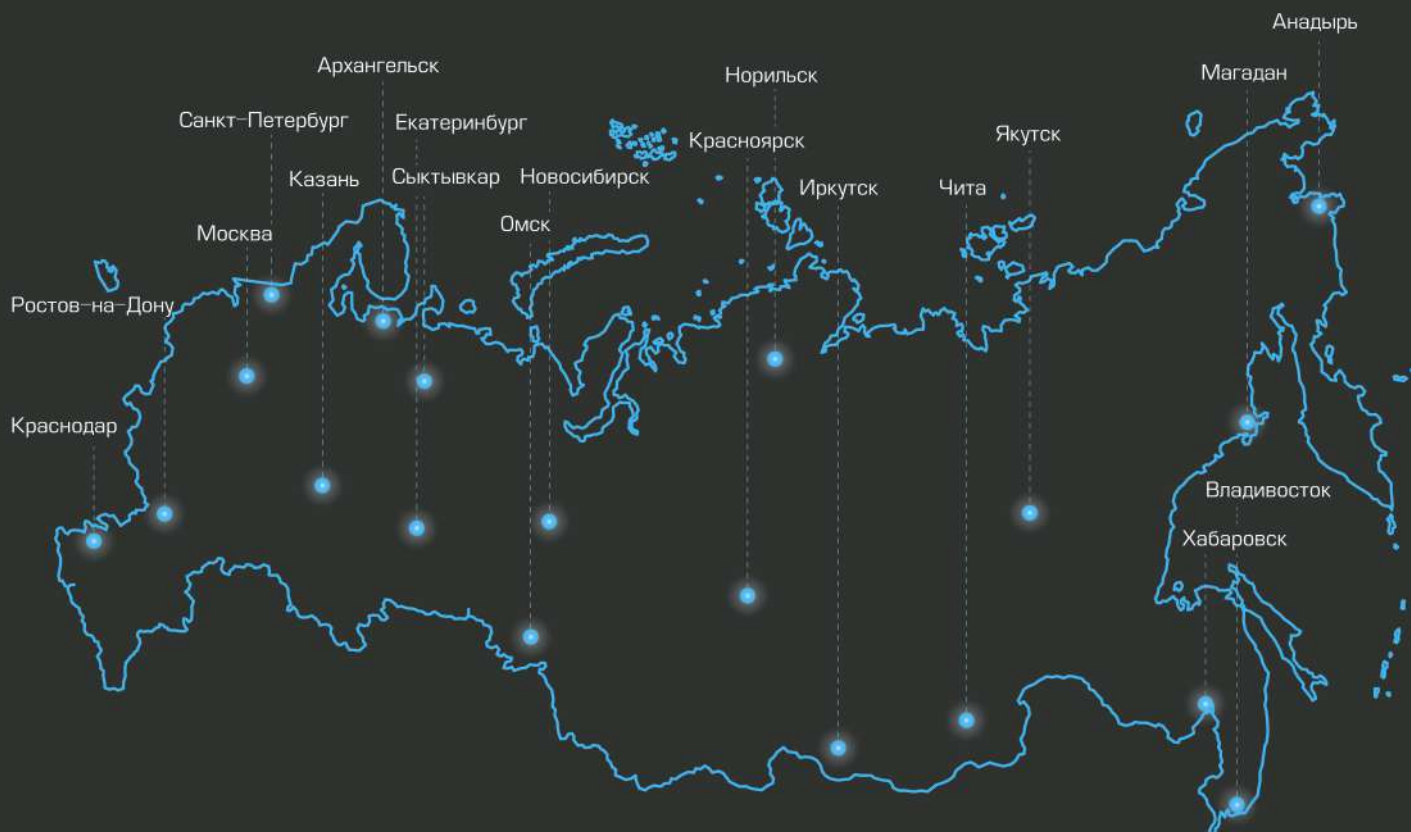 Анадырь
Архангельск
Магадан
Норильск
Санкт-Петербург
Екатеринбург
Якутск
Красноярск
Казань
Сыктывкар
Новосибирск
Иркутск
Чита
Омск
Москва
Ростов-на-Дону
Краснодар
Владивосток
Хабаровск